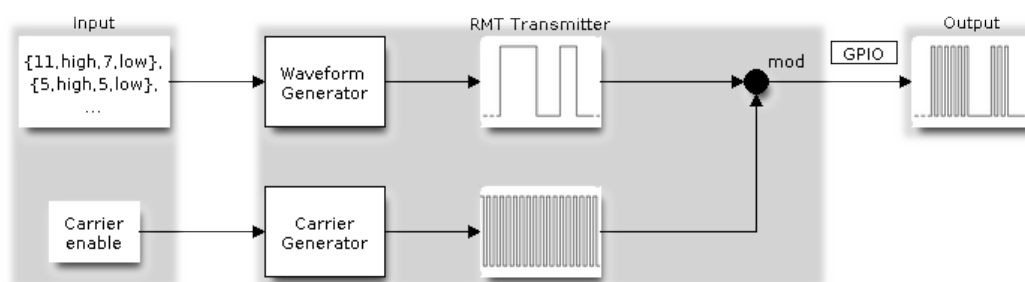 Input
RMT Transmitter
Output
{11,high,7,low},
{5,high,5,low},
...
Waveform
Generator
mod
GPIO
Carrier
enable
Carrier
Generator